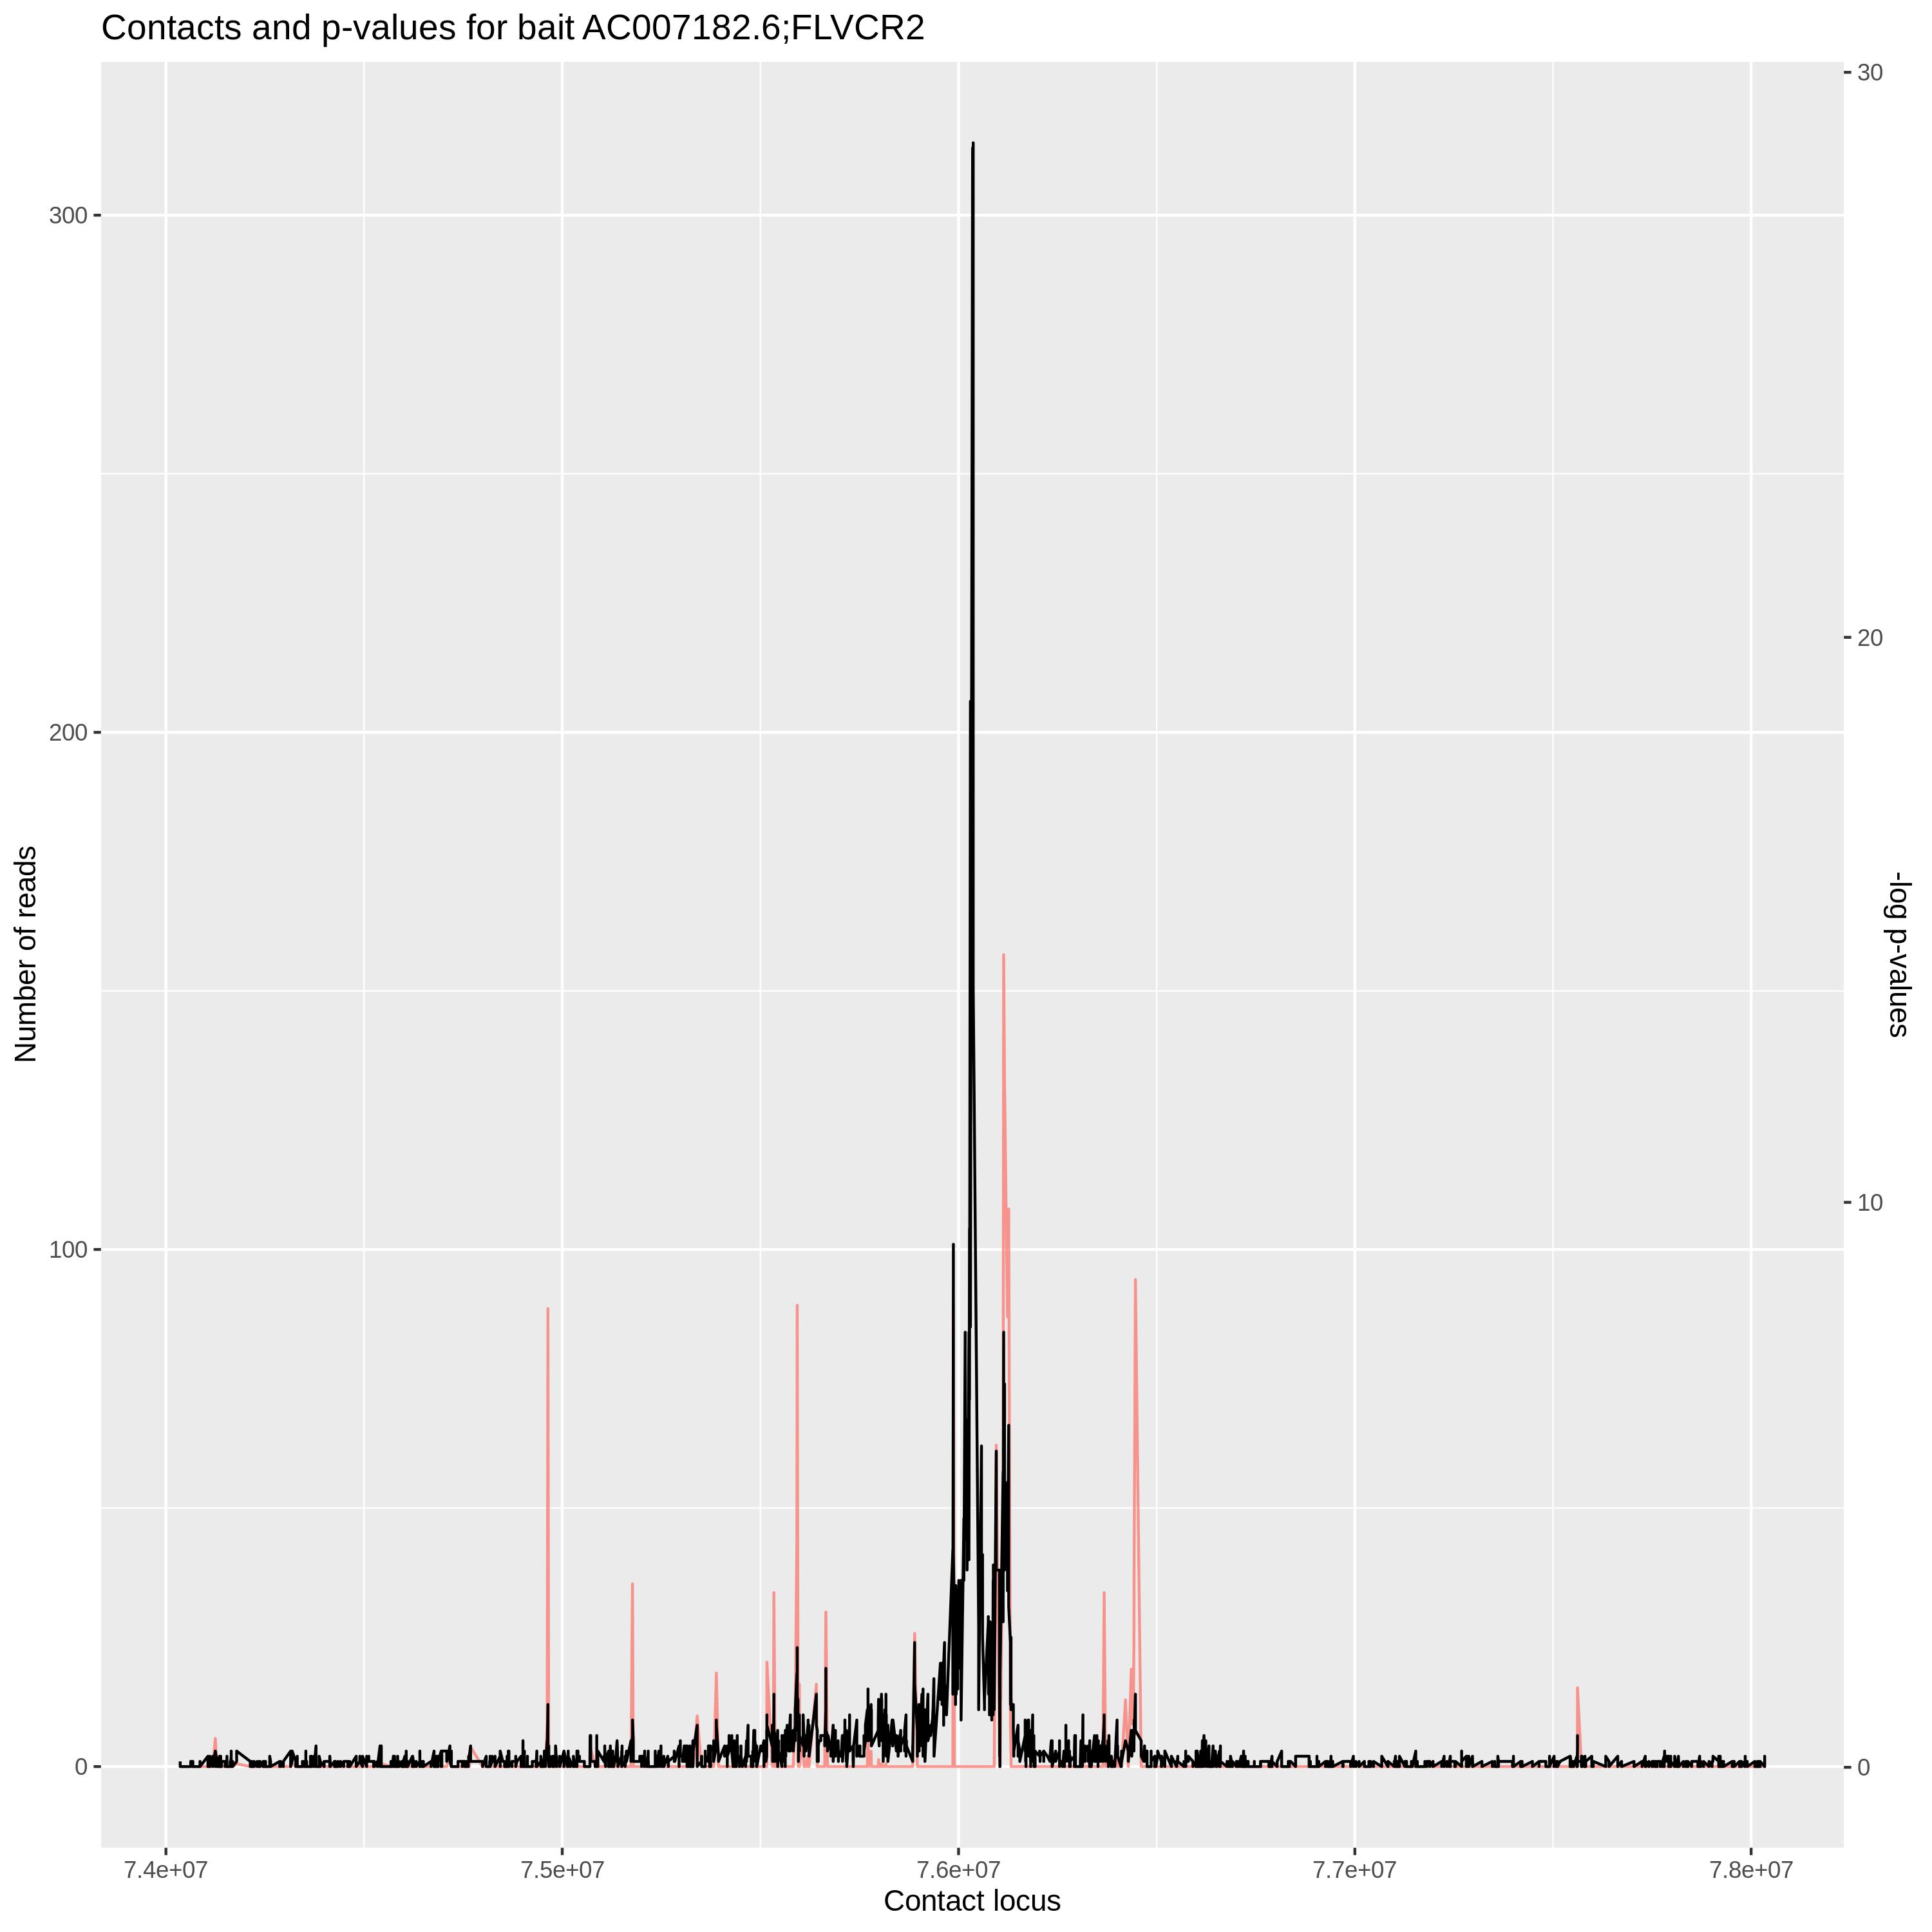 Contacts and p-values for bait AC007182.6;FLVCR2
Number of reads
300
200
100
0
30
20
10
0
-log p-values
7.4e+07 7.5e+07 7.6e+07 7.7e+07 7.8e+07
Contact locus